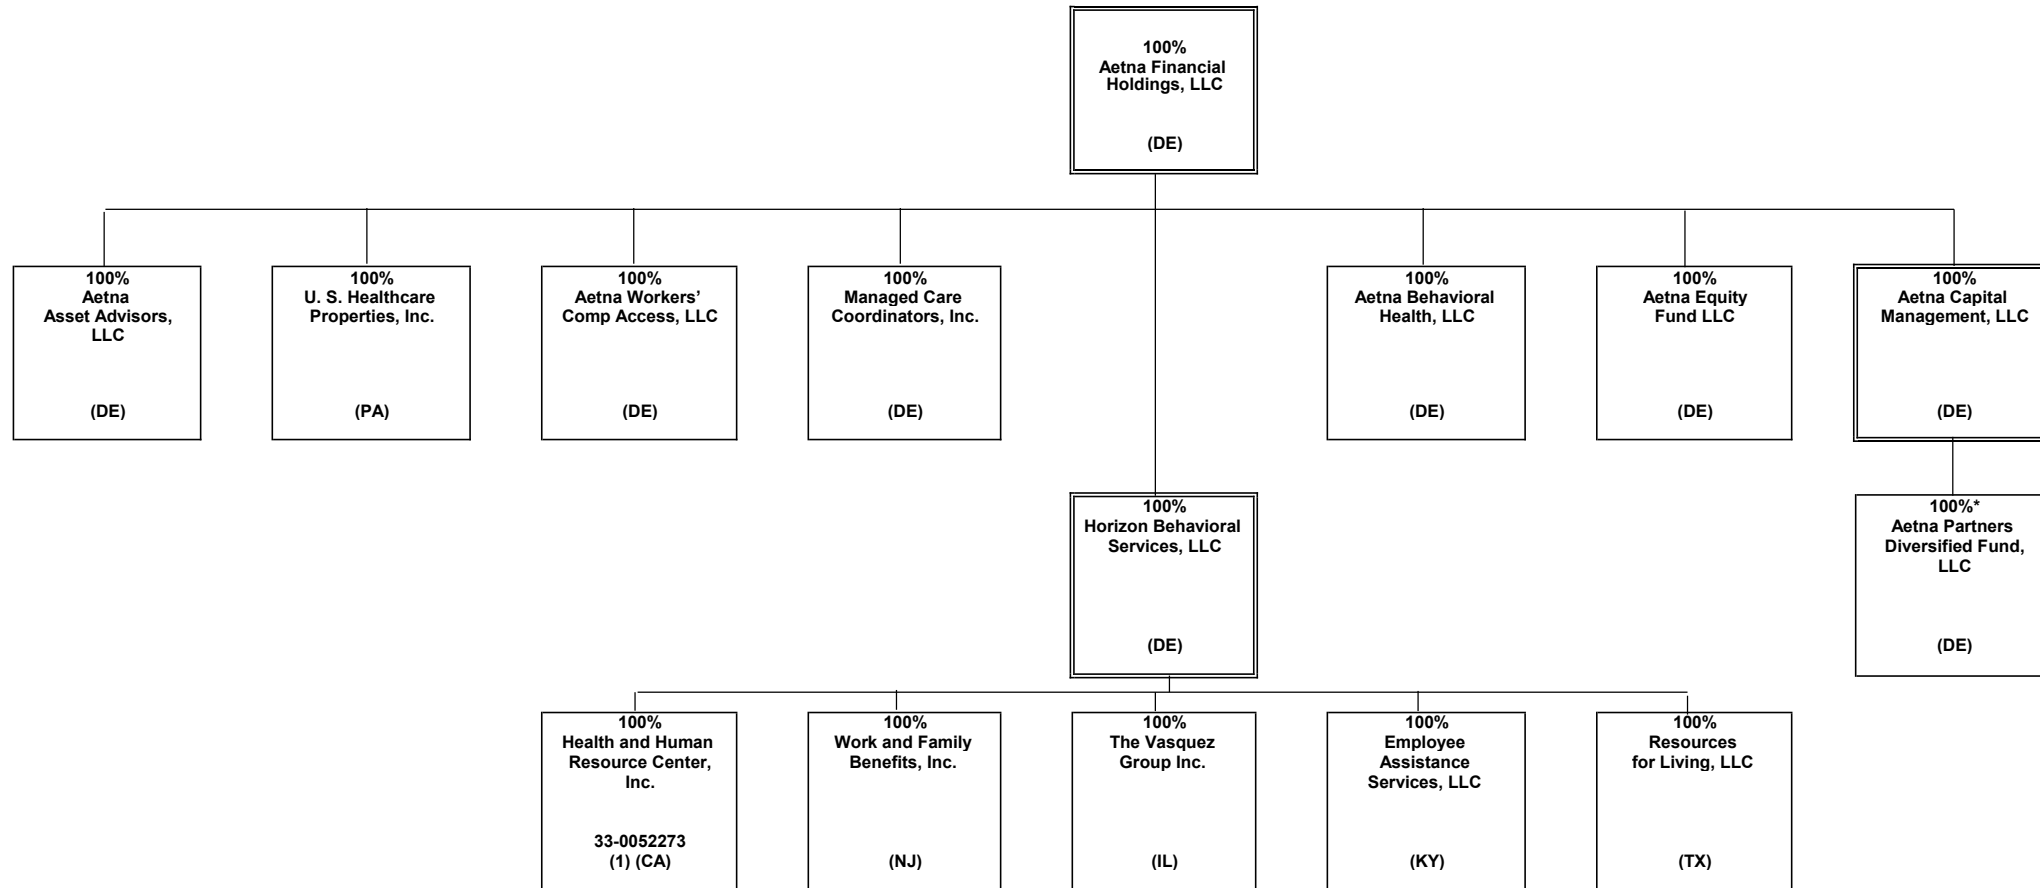 100%
Aetna Financial
Holdings, LLC
(DE)
100%
Aetna
Asset Advisors,
LLC
(DE)
100%
U. S. Healthcare
Properties, Inc.
(PA)
100%
Aetna Workers’
Comp Access, LLC
(DE)
100%
Managed Care
Coordinators, Inc.
(DE)
100%
Aetna Behavioral
Health, LLC
(DE)
100%
Aetna Equity
Fund LLC
(DE)
100%
Aetna Capital
Management, LLC
(DE)
100%
Horizon Behavioral
Services, LLC
(DE)
100%*
Aetna Partners
Diversified Fund,
LLC
(DE)
100%
Health and Human
Resource Center,
Inc.
33-0052273
(1) (CA)
100%
Work and Family
Benefits, Inc.
(NJ)
100%
The Vasquez
Group Inc.
(IL)
100%
Employee
Assistance
Services, LLC
(KY)
100%
Resources
for Living, LLC
(TX)